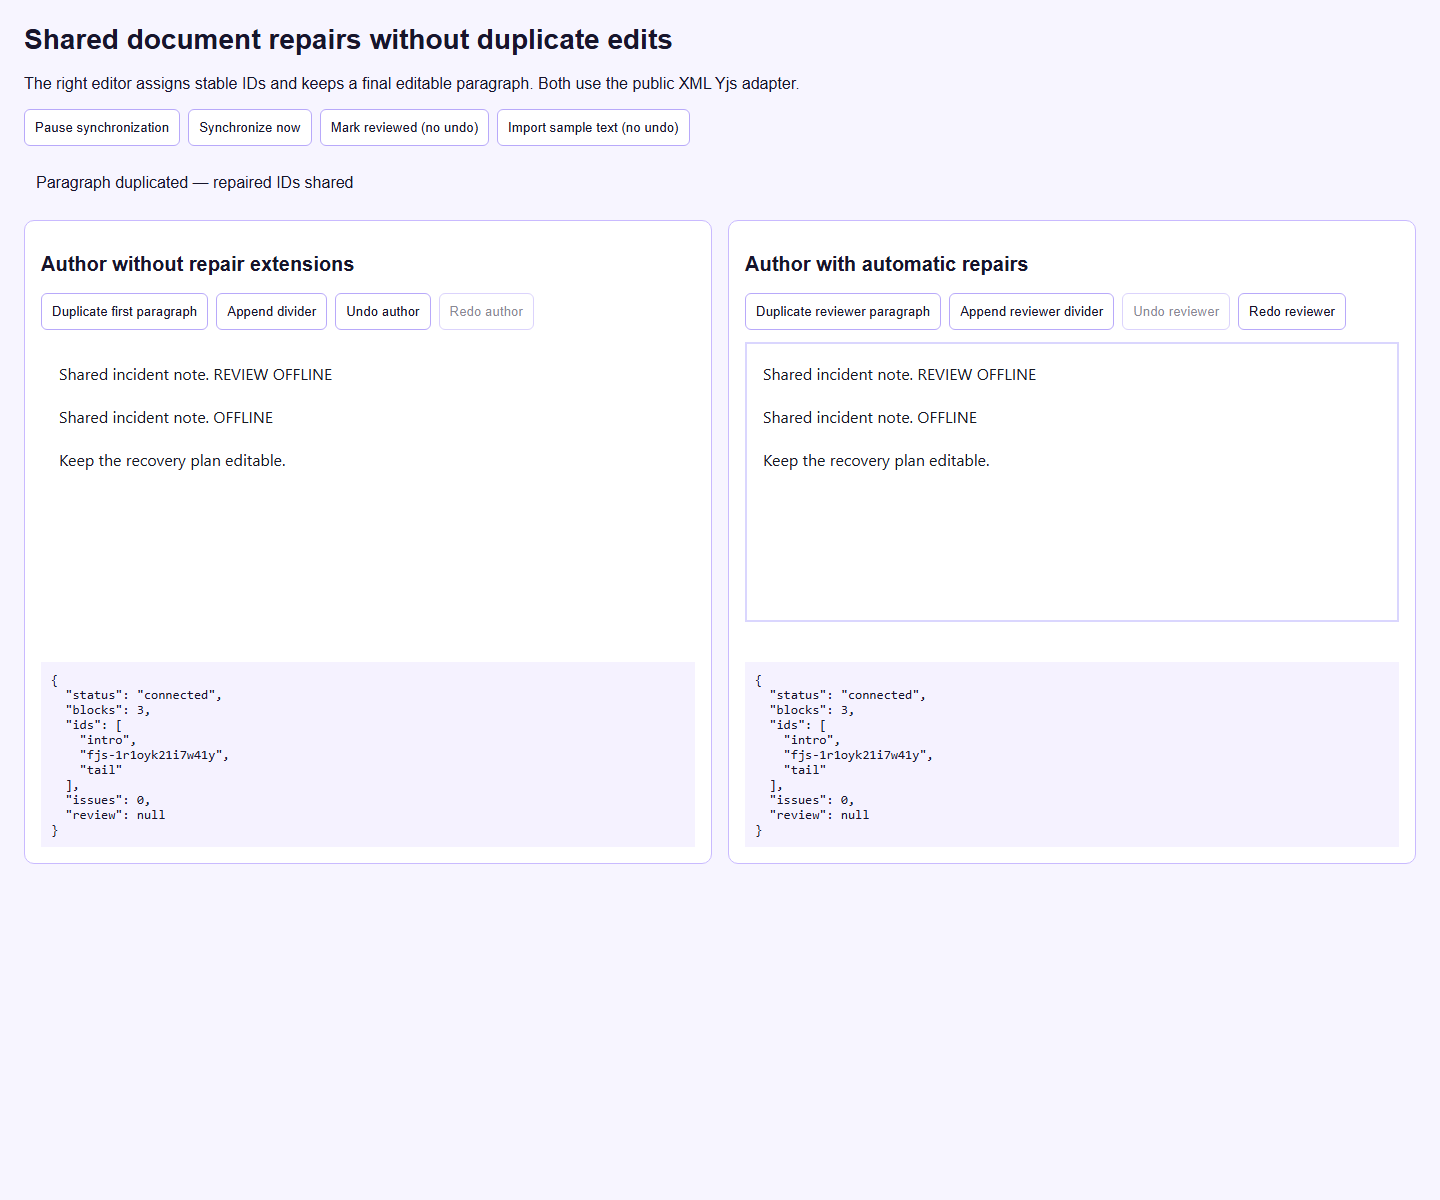 Shared document repairs without duplicate edits
The right editor assigns stable IDs and keeps a final editable paragraph. Both use the public XML Yjs adapter.
Pause synchronization
Synchronize now
Mark reviewed (no undo)
Import sample text (no undo)
Paragraph duplicated — repaired IDs shared
Author without repair extensions
Duplicate first paragraph
Append divider
Undo author
Redo author
Shared incident note. REVIEW OFFLINE
Shared incident note. OFFLINE
Keep the recovery plan editable.
{
"status": "connected",
"blocks": 3,
"ids": [
"intro",
"fjs-1r1oyk21i7w41y",
"tail"
],
"issues": 0,
"review": null
}
Author with automatic repairs
Duplicate reviewer paragraph
Append reviewer divider
Undo reviewer
Redo reviewer
Shared incident note. REVIEW OFFLINE
Shared incident note. OFFLINE
Keep the recovery plan editable.
{
"status": "connected",
"blocks": 3,
"ids": [
"intro",
"fjs-1r1oyk21i7w41y",
"tail"
],
"issues": 0,
"review": null
}